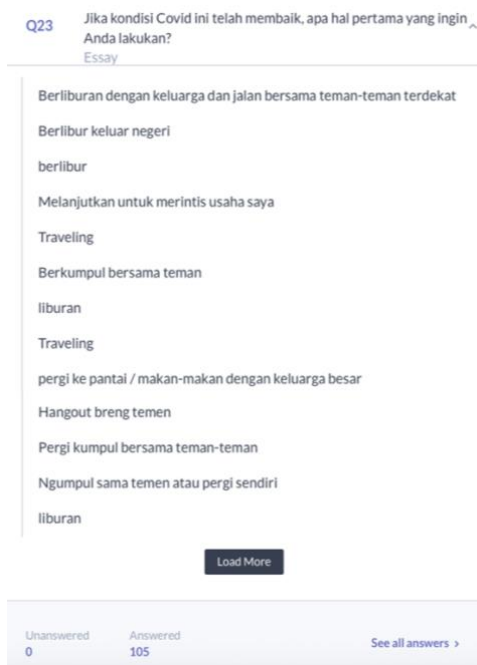 Q23
Jika kondisi Covid ini telah membaik, apa hal pertama yang ingin
Anda lakukan?
Essay
Berliburan dengan keluarga dan jalan bersama teman-teman terdekat
Berlibur keluar negeri
berlibur
Melanjutkan untuk merintis usaha saya
Traveling
Berkumpul bersama teman
liburan
Traveling
pergi ke pantai / makan-makan dengan keluarga besar
Hangout breng temen
Pergi kumpul bersama teman-teman
Ngumpul sama temen atau pergi sendiri
liburan
Load More
Unanswered
0
Answered
105
See all answers